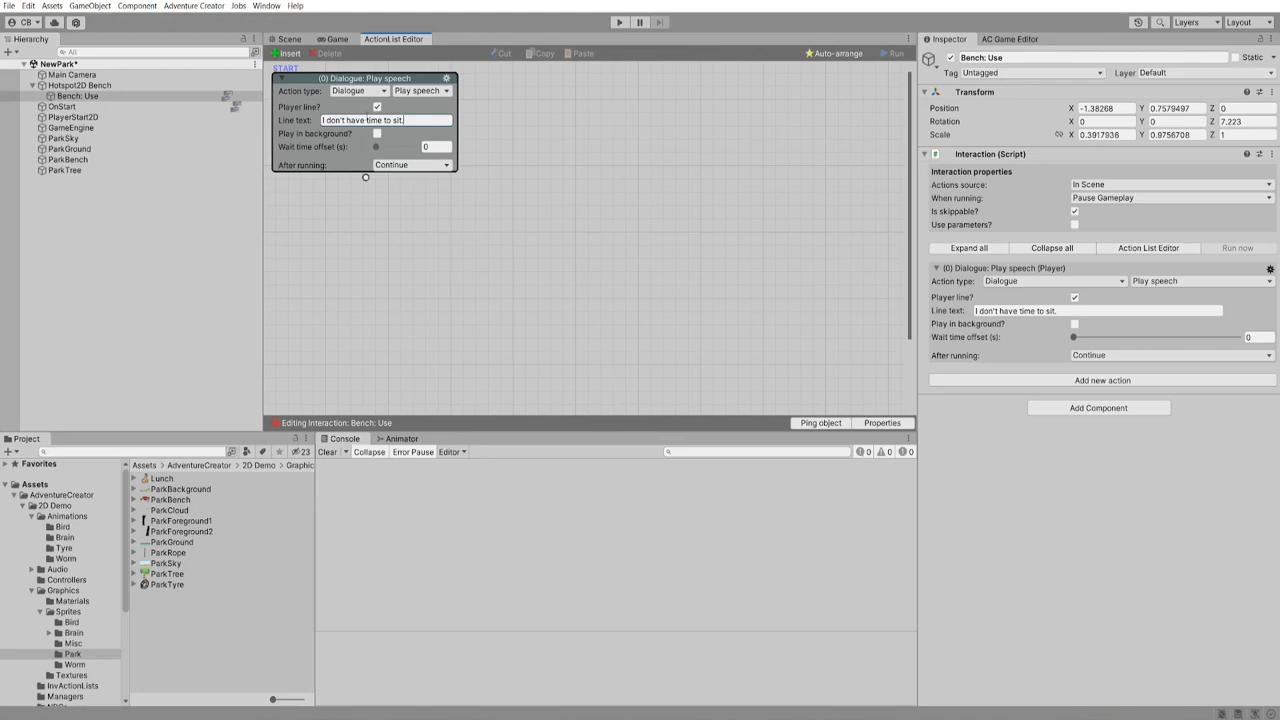 File Edit Assets GameObject Component Adventure Creator Jobs Window Help
CB Layers Layout
Hierarchy Scene Game ActionList Editor Inspector AC Game Editor
All Insert Delete Cut Copy Paste Auto-arrange Run Bench: Use Static
NewPark*
START
Tag Untagged Layer Default
Main Camera
Hotspot2D Bench
Bench: Use
OnStart
PlayerStart2D
GameEngine
ParkSky
ParkGround
ParkBench
ParkTree
(0) Dialogue: Play speech
Action type: Dialogue Play speech
Player line?
Line text: I don't have time to sit.
Play in background?
Wait time offset (s): 0
After running: Continue
Editing Interaction: Bench: Use Ping object Properties
Transform
Position X -1.38268 Y 0.7579497 Z 0
Rotation X 0 Y 0 Z 7.223
Scale X 0.3917936 Y 0.9756708 Z 1
Interaction (Script)
Interaction properties
Actions source: In Scene
When running: Pause Gameplay
Is skippable?
Use parameters?
Expand all Collapse all Action List Editor Run now
(0) Dialogue: Play speech (Player)
Action type: Dialogue Play speech
Player line?
Line text: I don't have time to sit.
Play in background?
Wait time offset (s): 0
After running: Continue
Add new action
Add Component
Project
23
Favorites
Assets
AdventureCreator
2D Demo
Animations
Bird
Brain
Tyre
Worm
Audio
Controllers
Graphics
Materials
Sprites
Bird
Brain
Misc
Park
Worm
Textures
InvActionLists
Managers
Assets AdventureCreator 2D Demo Graphic
Lunch
ParkBackground
ParkBench
ParkCloud
ParkForeground1
ParkForeground2
ParkGround
ParkRope
ParkSky
ParkTree
ParkTyre
Console Animator
Clear Collapse Error Pause Editor 0 0 0